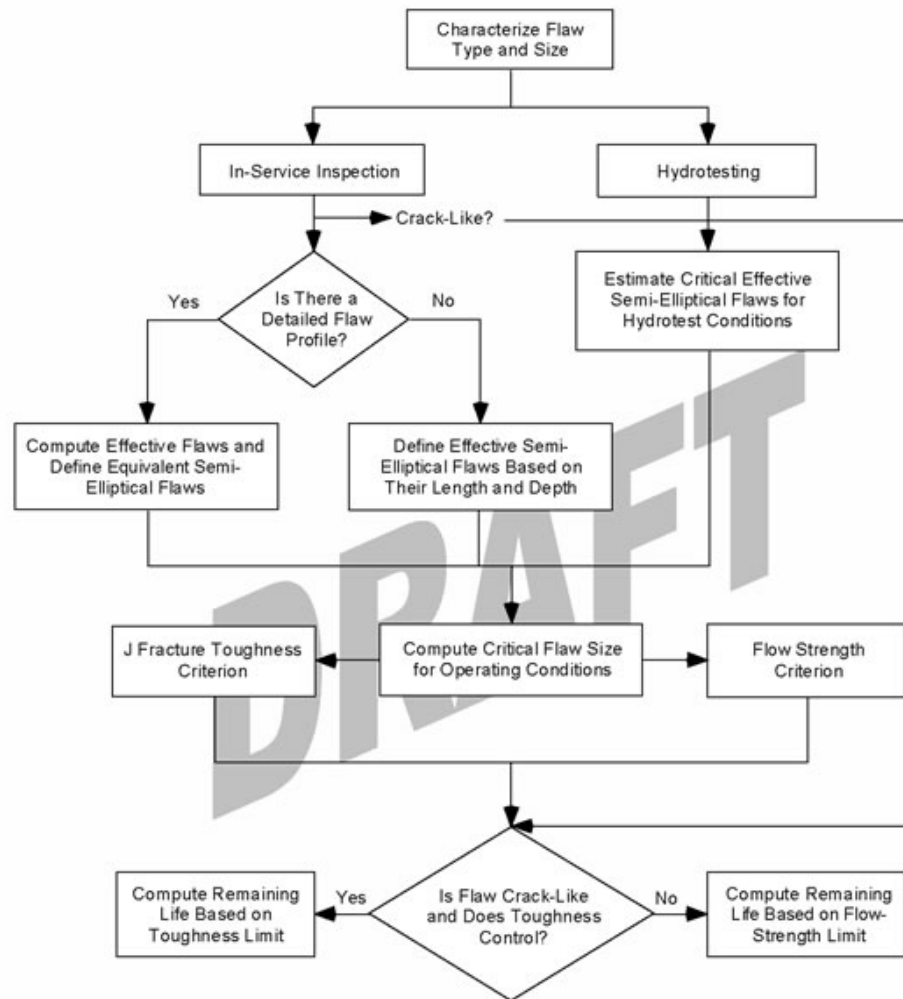 Characterize Flaw
Type and Size
In-Service Inspection
Hydrotesting
Crack-Like?
Is There a
Detailed Flaw
Profile?
Yes
No
Estimate Critical Effective
Semi-Elliptical Flaws for
Hydrotest Conditions
Compute Effective Flaws and
Define Equivalent Semi-
Elliptical Flaws
Define Effective Semi-
Elliptical Flaws Based on
Their Length and Depth
DRAFT
J Fracture Toughness
Criterion
Compute Critical Flaw Size
for Operating Conditions
Flow Strength
Criterion
Is Flaw Crack-Like
and Does Toughness
Control?
Yes
No
Compute Remaining
Life Based on
Toughness Limit
Compute Remaining
Life Based on Flow-
Strength Limit